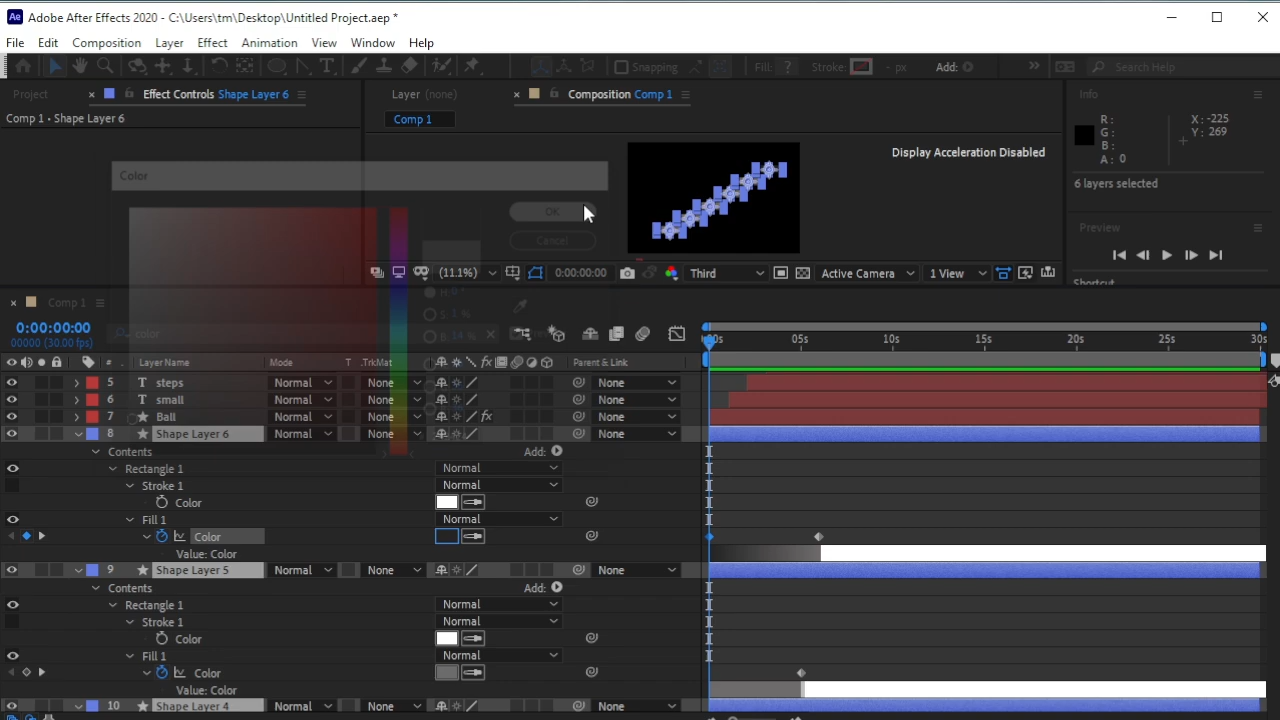 Adobe After Effects 2020 - C:\Users\tm\Desktop\Untitled Project.aep *
File Edit Composition Layer Effect Animation View Window Help
Snapping Fill: ? Stroke: - px Add: Search Help
Project Effect Controls Shape Layer 6 Layer (none) Composition Comp 1 Info
Comp 1 • Shape Layer 6 Comp 1
R: X: -225
G: Y: 269
B:
A: 0
Display Acceleration Disabled
6 layers selected
Color
OK
Cancel
Preview
(11.1%) 0:00:00:00 Third Active Camera 1 View
Shortcut
H: 0°
S: 1 %
B: 14 %
Comp 1
0:00:00:00
00000 (30.00 fps)
color
05s 10s 15s 20s 25s 30s
# Layer Name Mode T .TrkMat Parent & Link
5 T steps Normal None None
6 T small Normal None None
7 Ball Normal None fx None
8 Shape Layer 6 Normal None None
Contents Add:
Rectangle 1 Normal
Stroke 1 Normal
Color
Fill 1 Normal
Color
Value: Color
9 Shape Layer 5 Normal None None
Contents Add:
Rectangle 1 Normal
Stroke 1 Normal
Color
Fill 1 Normal
Color
Value: Color
10 Shape Layer 4 Normal None None